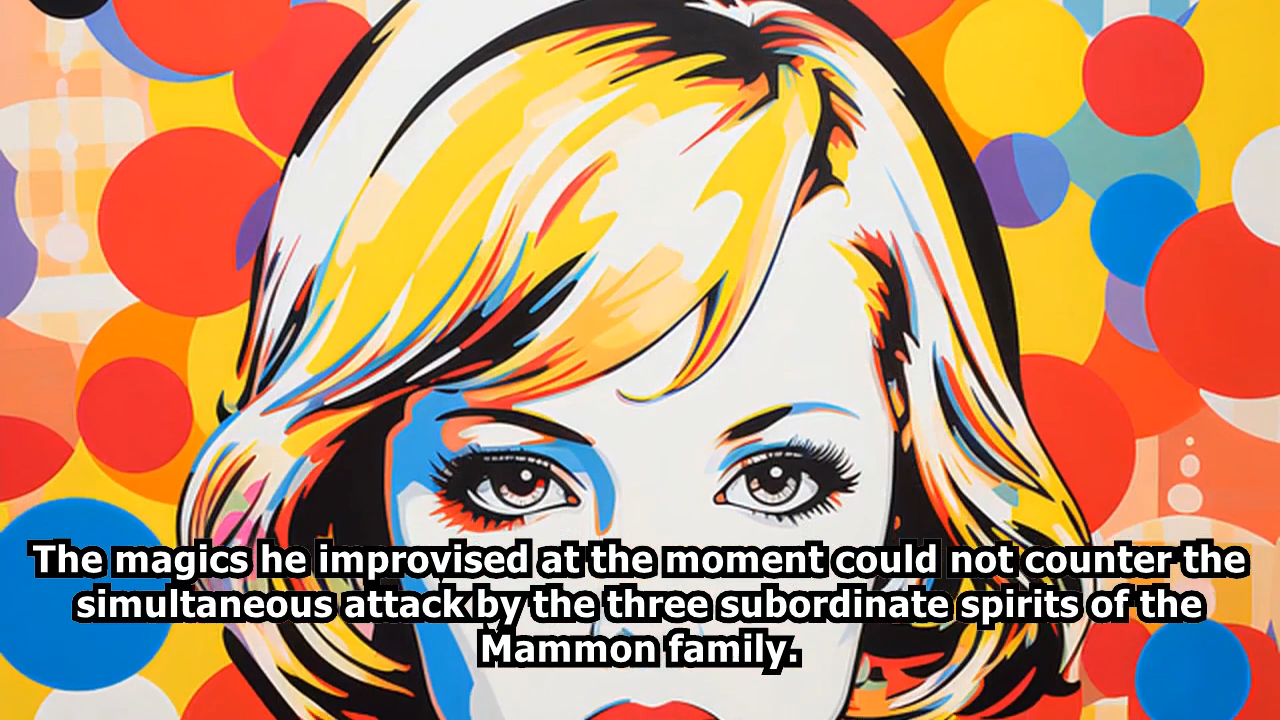 The magics he improvised at the moment could not counter the
simultaneous attack by the three subordinate spirits of the
Mammon family.